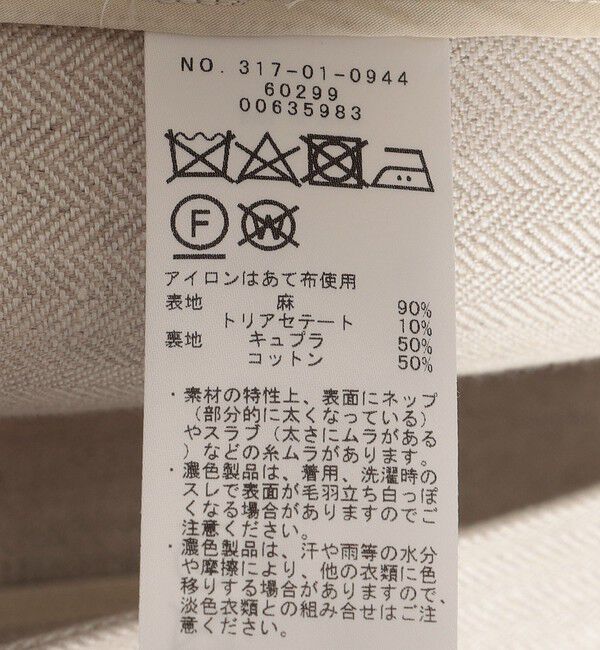 NO. 317-01-0944
60299
00635983
F W
アイロンはあて布使用
表地 麻 90%
トリアセテート 10%
裏地 キュプラ 50%
コットン 50%
・素材の特性上、表面にネップ
(部分的に太くなっている)
やスラブ(太さにムラがある
)などの糸ムラがあります。
・濃色製品は、着用、洗濯時の
スレで表面が毛羽立ち白っぽ
くなる場合がありますのでご
注意ください。
・濃色製品は、汗や雨等の水分
や摩擦により、他の衣類に色
移りする場合がありますので、
淡色衣類との組み合せはご注
意ください。